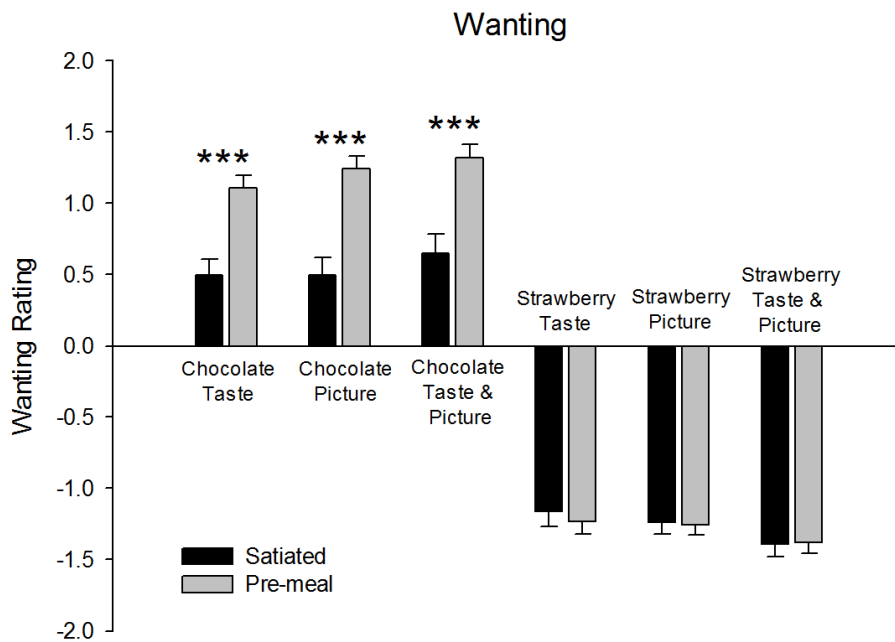 Wanting
2.0
1.5
1.0
0.5
0.0
-0.5
-1.0
-1.5
-2.0
Wanting Rating
***
***
***
Chocolate
Taste
Chocolate
Picture
Chocolate
Taste &
Picture
Strawberry
Taste
Strawberry
Picture
Strawberry
Taste &
Picture
Satiated
Pre-meal